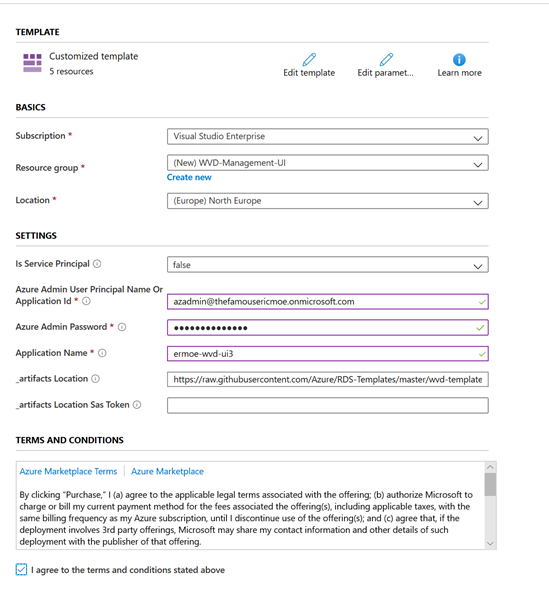 TEMPLATE
Customized template
5 resources
Edit template
Edit paramet...
Learn more
BASICS
Subscription *
Visual Studio Enterprise
Resource group *
(New) WVD-Management-UI
Create new
Location *
(Europe) North Europe
SETTINGS
Is Service Principal
false
Azure Admin User Principal Name Or
Application Id *
azadmin@thefamousericmoe.onmicrosoft.com
Azure Admin Password *
••••••••••••••
Application Name *
ermoe-wvd-ui3
_artifacts Location
https://raw.githubusercontent.com/Azure/RDS-Templates/master/wvd-template
_artifacts Location Sas Token
TERMS AND CONDITIONS
Azure Marketplace Terms | Azure Marketplace
By clicking "Purchase," I (a) agree to the applicable legal terms associated with the offering; (b) authorize Microsoft to
charge or bill my current payment method for the fees associated the offering(s), including applicable taxes, with the
same billing frequency as my Azure subscription, until I discontinue use of the offering(s); and (c) agree that, if the
deployment involves 3rd party offerings, Microsoft may share my contact information and other details of such
deployment with the publisher of that offering.
I agree to the terms and conditions stated above